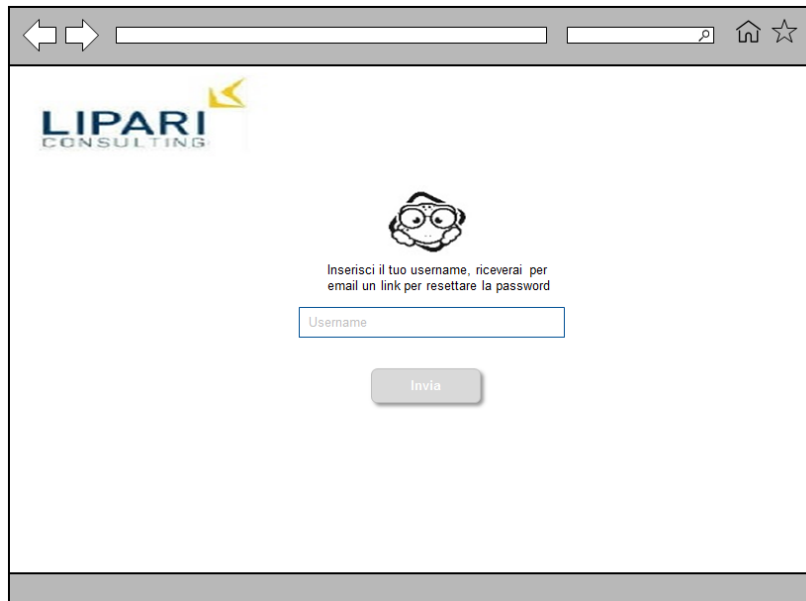 LIPARI
CONSULTING
Inserisci il tuo username, riceverai per
email un link per resettare la password
Username
Invia